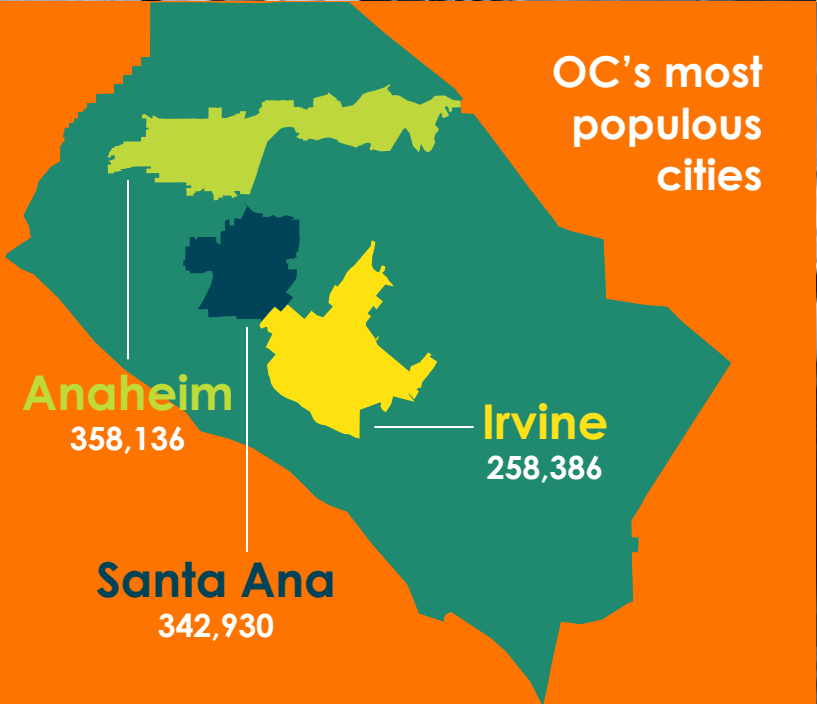 OC's most
populous
cities
Anaheim
358,136
Irvine
258,386
Santa Ana
342,930